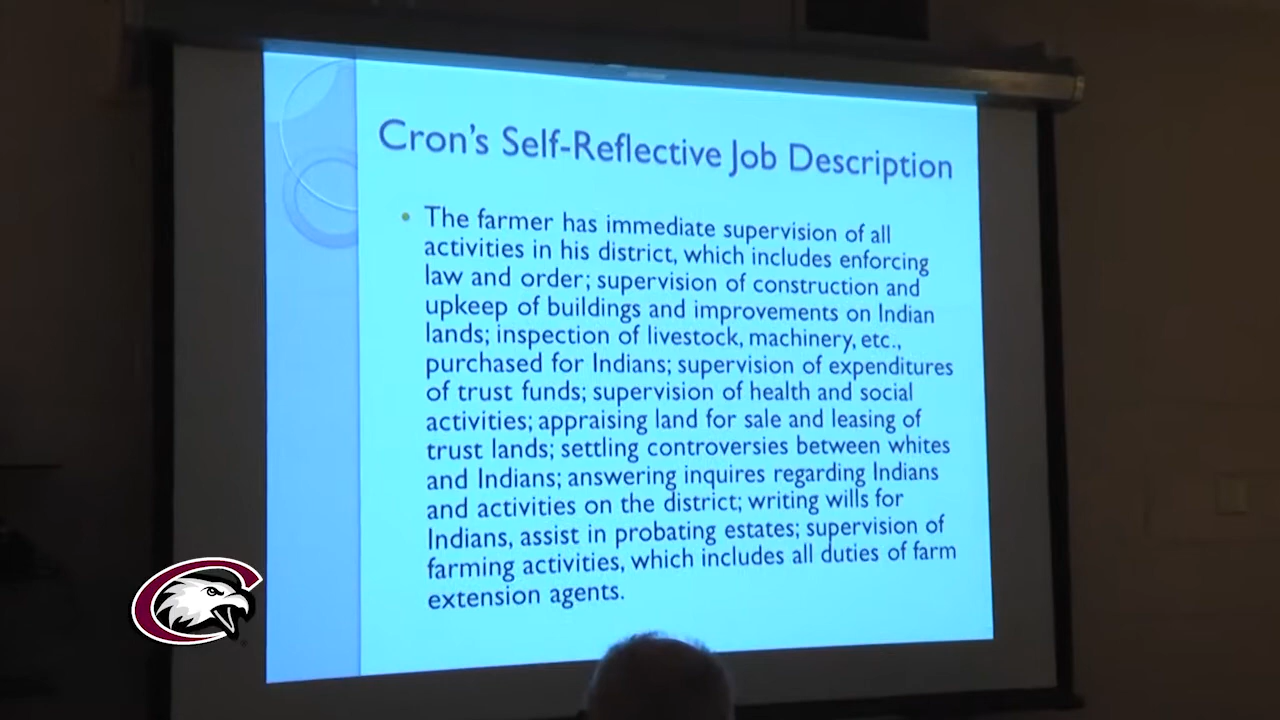 Cron's Self-Reflective Job Description
• The farmer has immediate supervision of all
activities in his district, which includes enforcing
law and order; supervision of construction and
upkeep of buildings and improvements on Indian
lands; inspection of livestock, machinery, etc.,
purchased for Indians; supervision of expenditures
of trust funds; supervision of health and social
activities; appraising land for sale and leasing of
trust lands; settling controversies between whites
and Indians; answering inquires regarding Indians
and activities on the district; writing wills for
Indians, assist in probating estates; supervision of
farming activities, which includes all duties of farm
extension agents.